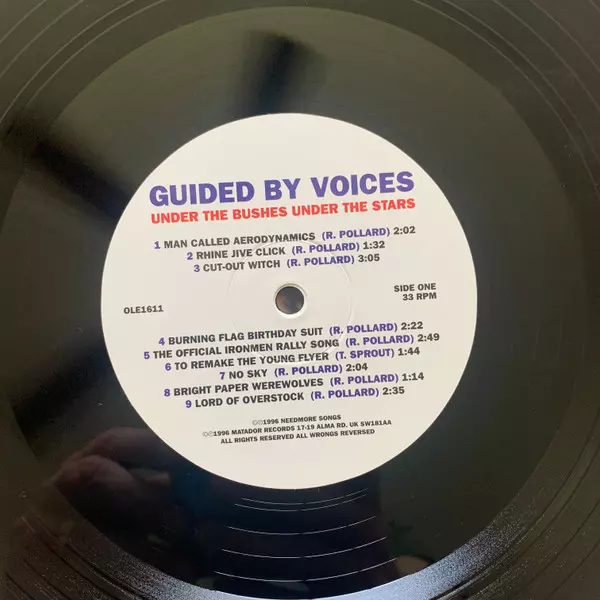 GUIDED BY VOICES
UNDER THE BUSHES UNDER THE STARS
1 MAN CALLED AERODYNAMICS (R. POLLARD) 2:02
2 RHINE JIVE CLICK (R. POLLARD) 1:32
3 CUT-OUT WITCH (R. POLLARD) 3:05
OLE1611
SIDE ONE
33 RPM
4 BURNING FLAG BIRTHDAY SUIT (R. POLLARD) 2:22
5 THE OFFICIAL IRONMEN RALLY SONG (R. POLLARD) 2:49
6 TO REMAKE THE YOUNG FLYER (T. SPROUT) 1:44
7 NO SKY (R. POLLARD) 2:04
8 BRIGHT PAPER WEREWOLVES (R. POLLARD) 1:14
9 LORD OF OVERSTOCK (R. POLLARD) 2:35
℗©1996 NEEDMORE SONGS
℗©1996 MATADOR RECORDS 17-19 ALMA RD. UK SW181AA
ALL RIGHTS RESERVED ALL WRONGS REVERSED